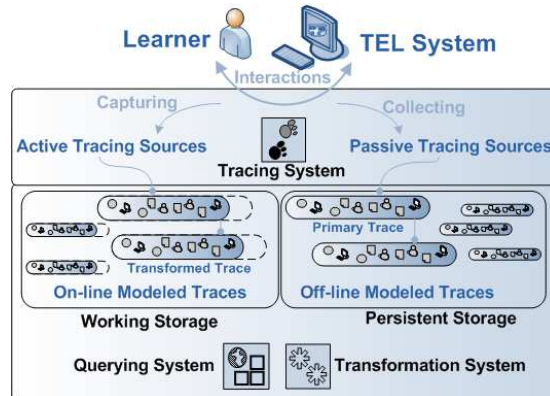 Learner
TEL System
Interactions
Capturing
Collecting
Active Tracing Sources
Passive Tracing Sources
Tracing System
Primary Trace
Transformed Trace
On-line Modeled Traces
Off-line Modeled Traces
Working Storage
Persistent Storage
Querying System
Transformation System